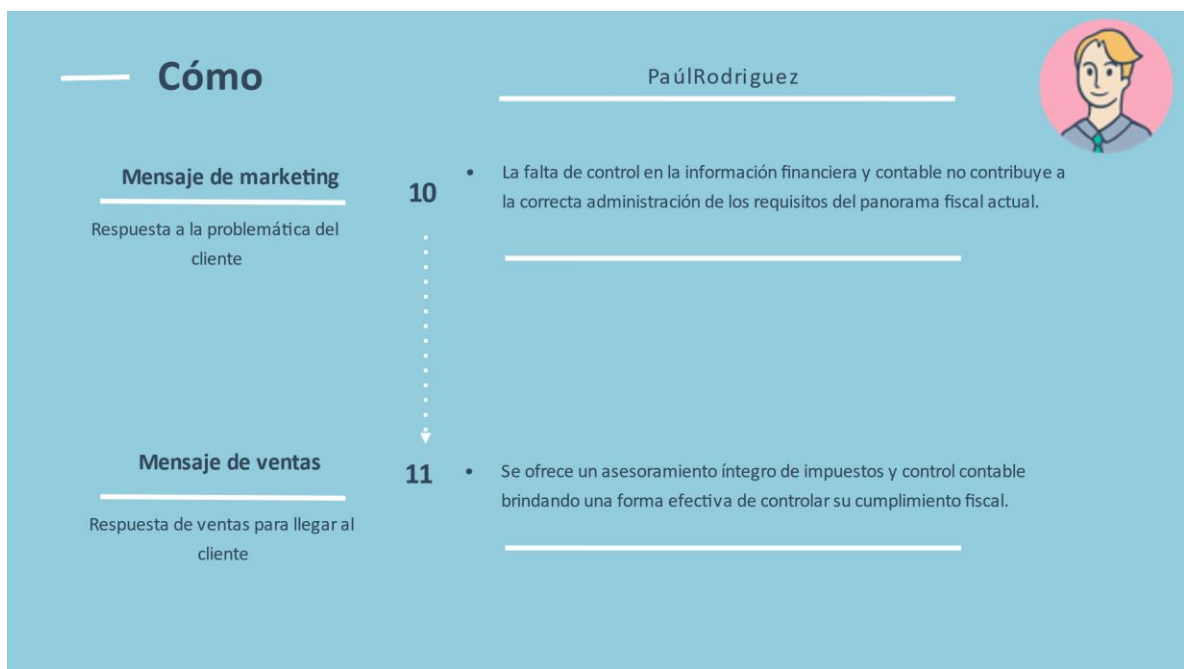 Cómo
PaúlRodriguez
Mensaje de marketing
Respuesta a la problemática del
cliente
10
• La falta de control en la información financiera y contable no contribuye a
la correcta administración de los requisitos del panorama fiscal actual.
Mensaje de ventas
Respuesta de ventas para llegar al
cliente
11
• Se ofrece un asesoramiento íntegro de impuestos y control contable
brindando una forma efectiva de controlar su cumplimiento fiscal.